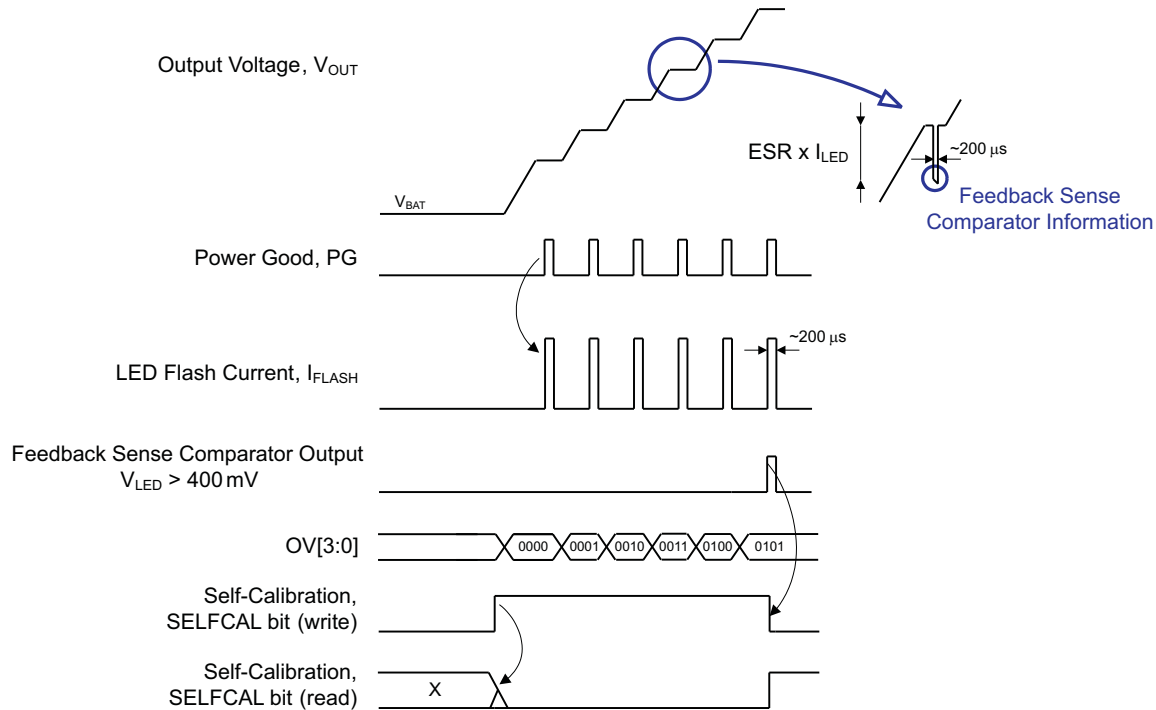 Output Voltage, VOUT
ESR x ILED
~200 μs
Feedback Sense
Comparator Information
VBAT
Power Good, PG
~200 μs
LED Flash Current, IFLASH
Feedback Sense Comparator Output
VLED > 400 mV
OV[3:0]
0000 0001 0010 0011 0100 0101
Self-Calibration,
SELFCAL bit (write)
Self-Calibration,
SELFCAL bit (read)
X